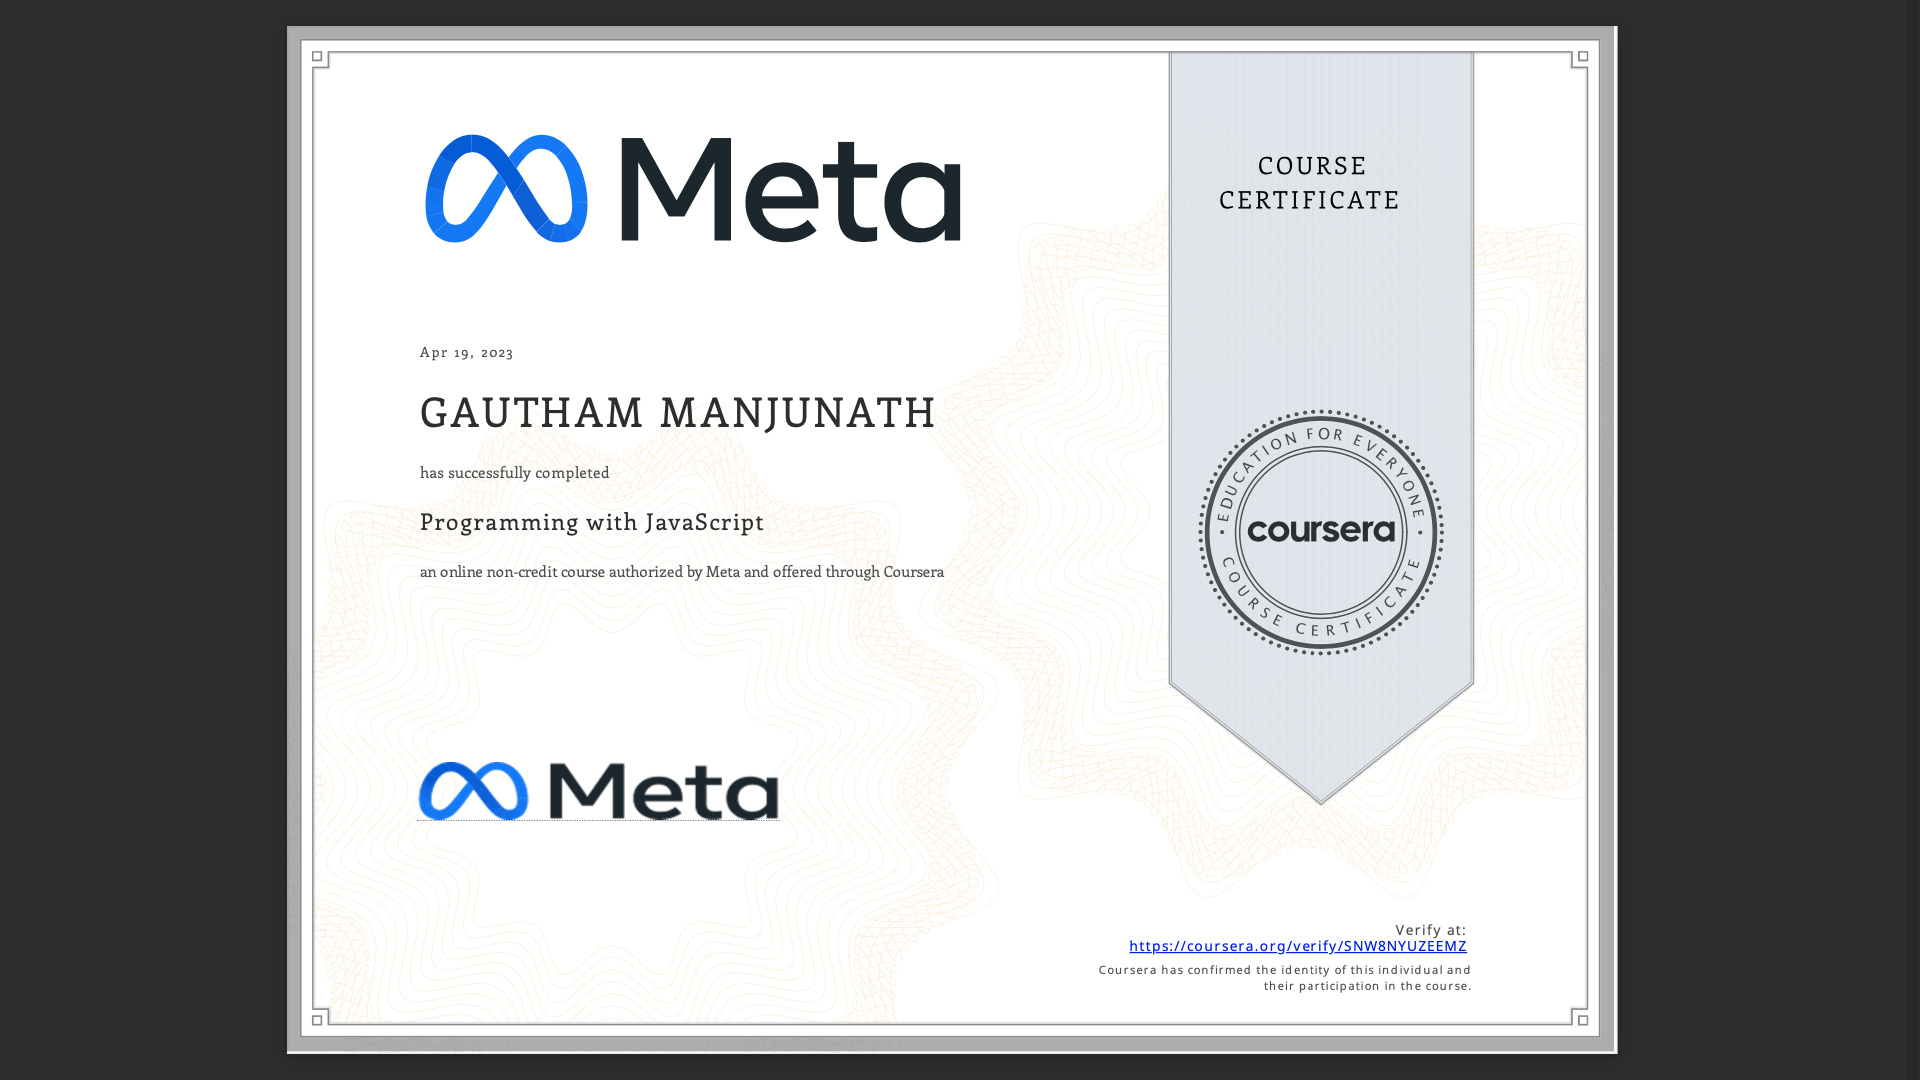 Meta
COURSE
CERTIFICATE
Apr 19, 2023
GAUTHAM MANJUNATH
has successfully completed
Programming with JavaScript
an online non-credit course authorized by Meta and offered through Coursera
EDUCATION FOR EVERYONE
coursera
COURSE CERTIFICATE
Meta
Verify at:
https://coursera.org/verify/SNW8NYUZEEMZ
Coursera has confirmed the identity of this individual and
their participation in the course.